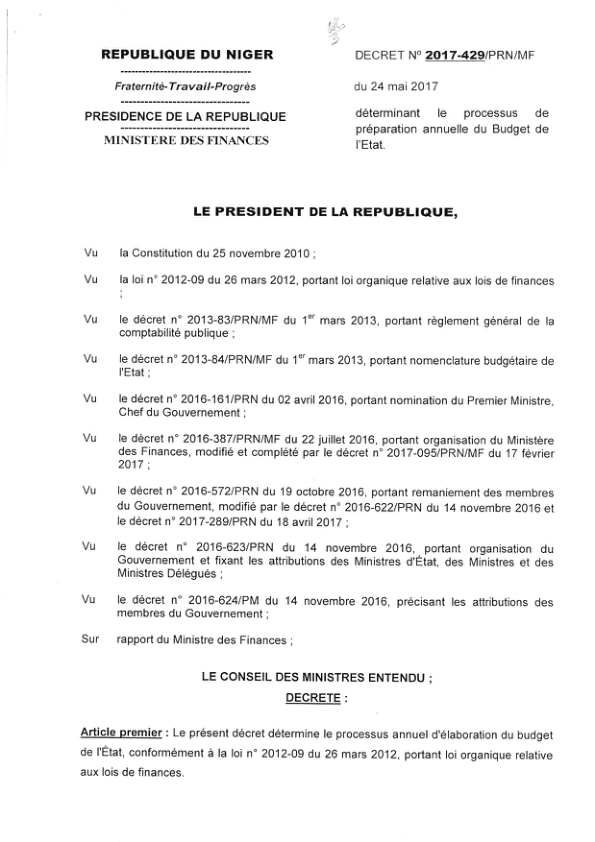 REPUBLIQUE DU NIGER
------------------------------------
Fraternité-Travail-Progrès
------------------------------------
PRESIDENCE DE LA REPUBLIQUE
------------------------------------
MINISTERE DES FINANCES
DECRET N° 2017-429/PRN/MF
du 24 mai 2017
déterminant le processus de
préparation annuelle du Budget de
l'Etat.
LE PRESIDENT DE LA REPUBLIQUE,
Vu la Constitution du 25 novembre 2010 ;
Vu la loi n° 2012-09 du 26 mars 2012, portant loi organique relative aux lois de finances
;
Vu le décret n° 2013-83/PRN/MF du 1er mars 2013, portant règlement général de la
comptabilité publique ;
Vu le décret n° 2013-84/PRN/MF du 1er mars 2013, portant nomenclature budgétaire de
l'Etat ;
Vu le décret n° 2016-161/PRN du 02 avril 2016, portant nomination du Premier Ministre,
Chef du Gouvernement ;
Vu le décret n° 2016-387/PRN/MF du 22 juillet 2016, portant organisation du Ministère
des Finances, modifié et complété par le décret n° 2017-095/PRN/MF du 17 février
2017 ;
Vu le décret n° 2016-572/PRN du 19 octobre 2016, portant remaniement des membres
du Gouvernement, modifié par le décret n° 2016-622/PRN du 14 novembre 2016 et
le décret n° 2017-289/PRN du 18 avril 2017 ;
Vu le décret n° 2016-623/PRN du 14 novembre 2016, portant organisation du
Gouvernement et fixant les attributions des Ministres d'État, des Ministres et des
Ministres Délégués ;
Vu le décret n° 2016-624/PM du 14 novembre 2016, précisant les attributions des
membres du Gouvernement ;
Sur rapport du Ministre des Finances ;
LE CONSEIL DES MINISTRES ENTENDU ;
DECRETE :
Article premier : Le présent décret détermine le processus annuel d'élaboration du budget
de l'État, conformément à la loi n° 2012-09 du 26 mars 2012, portant loi organique relative
aux lois de finances.